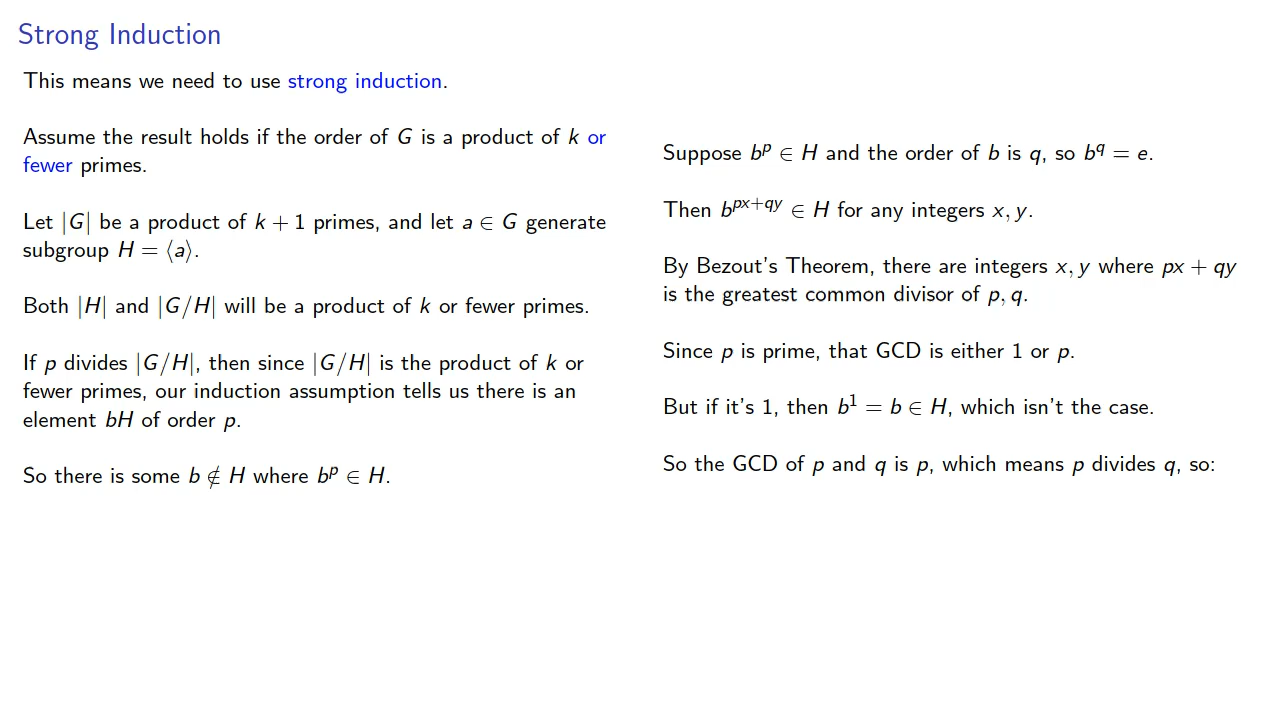 Strong Induction
This means we need to use strong induction.
Assume the result holds if the order of G is a product of k or
fewer primes.
Let |G| be a product of k + 1 primes, and let a ∈ G generate
subgroup H = ⟨a⟩.
Both |H| and |G/H| will be a product of k or fewer primes.
If p divides |G/H|, then since |G/H| is the product of k or
fewer primes, our induction assumption tells us there is an
element bH of order p.
So there is some b ∉ H where bᵖ ∈ H.
Suppose bᵖ ∈ H and the order of b is q, so b^q = e.
Then b^{px+qy} ∈ H for any integers x, y.
By Bezout's Theorem, there are integers x, y where px + qy
is the greatest common divisor of p, q.
Since p is prime, that GCD is either 1 or p.
But if it's 1, then b¹ = b ∈ H, which isn't the case.
So the GCD of p and q is p, which means p divides q, so: